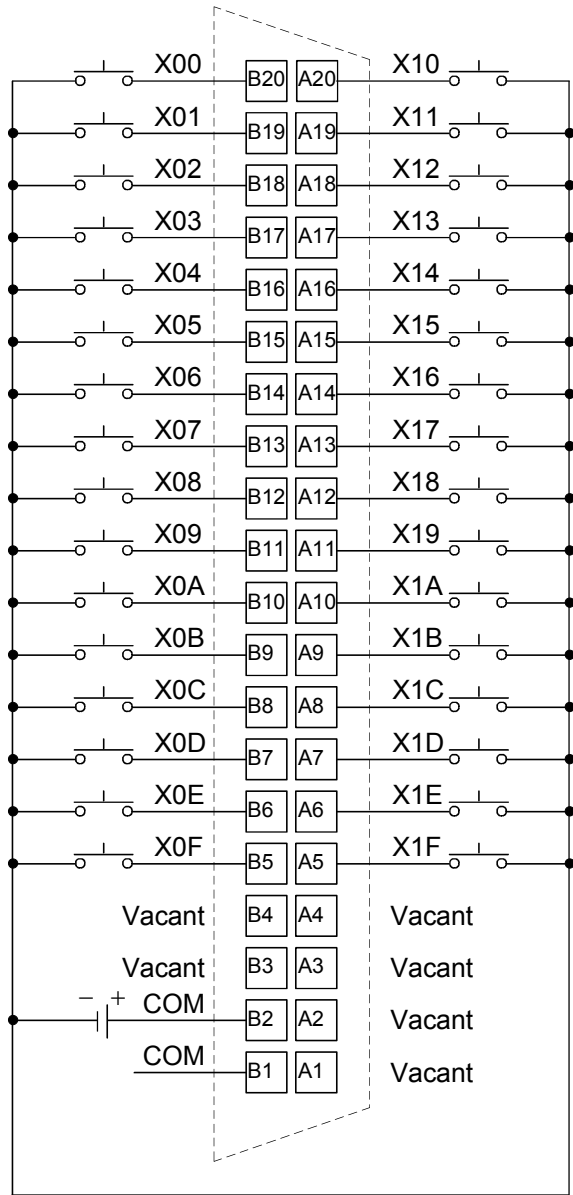 X00 B20 A20 X10
X01 B19 A19 X11
X02 B18 A18 X12
X03 B17 A17 X13
X04 B16 A16 X14
X05 B15 A15 X15
X06 B14 A14 X16
X07 B13 A13 X17
X08 B12 A12 X18
X09 B11 A11 X19
X0A B10 A10 X1A
X0B B9 A9 X1B
X0C B8 A8 X1C
X0D B7 A7 X1D
X0E B6 A6 X1E
X0F B5 A5 X1F
Vacant B4 A4 Vacant
Vacant B3 A3 Vacant
− + COM B2 A2 Vacant
COM B1 A1 Vacant